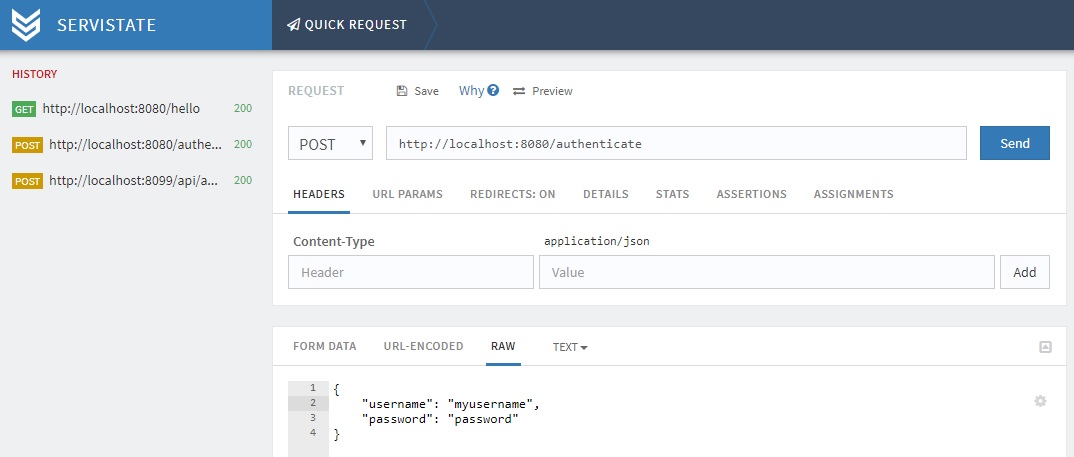 SERVISTATE
QUICK REQUEST
HISTORY
GET http://localhost:8080/hello 200
POST http://localhost:8080/authe... 200
POST http://localhost:8099/api/a... 200
REQUEST Save Why? Preview
POST http://localhost:8080/authenticate Send
HEADERS URL PARAMS REDIRECTS: ON DETAILS STATS ASSERTIONS ASSIGNMENTS
Content-Type application/json
Header Value Add
FORM DATA URL-ENCODED RAW TEXT
1 {
2 "username": "myusername",
3 "password": "password"
4 }